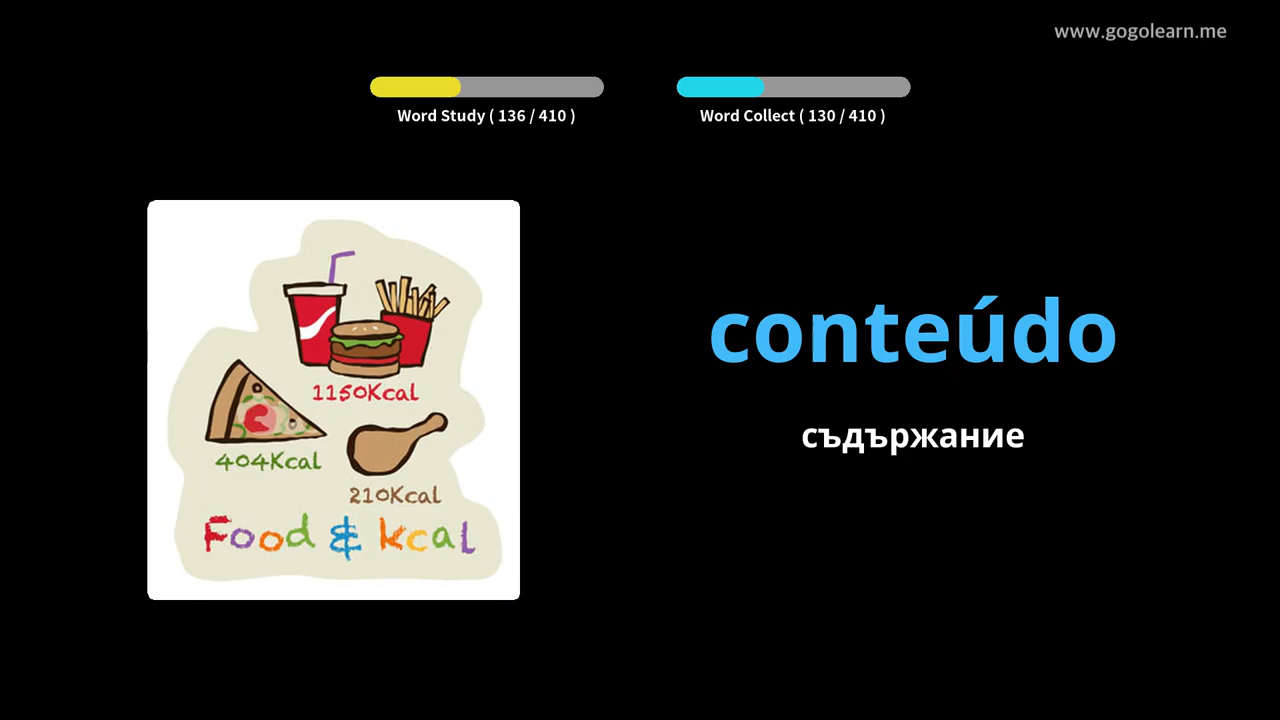 www.gogolearn.me
Word Study ( 136 / 410 )
Word Collect ( 130 / 410 )
1150Kcal
404Kcal
210Kcal
Food & kcal
conteúdo
съдържание